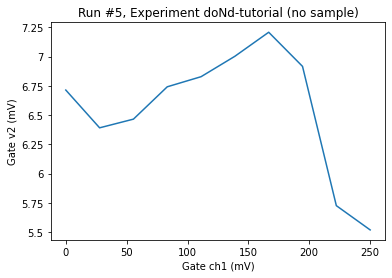 Run #5, Experiment doNd-tutorial (no sample)
7.25
7
6.75
6.5
6.25
6
5.75
5.5
Gate v2 (mV)
0 50 100 150 200 250
Gate ch1 (mV)